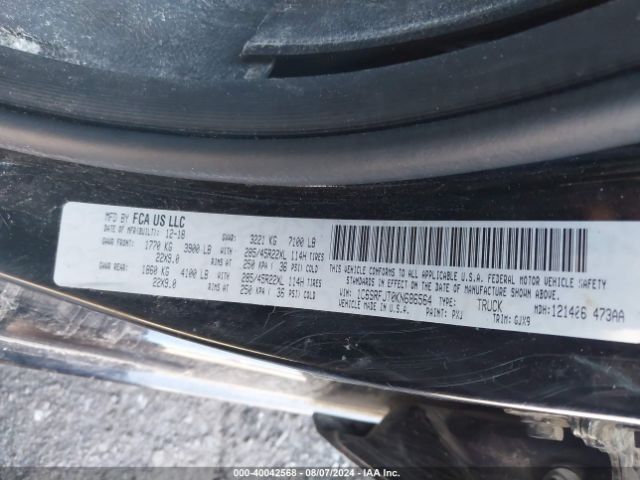 MFD BY FCA US LLC
DATE OF MFR(BUILT): 12-18 GVWR: 3221 KG 7100 LB
GAWR FRONT: 1770 KG 3900 LB WITH 285/45R22XL 114H TIRES
22X9.0 RIMS AT 250 KPA ( 36 PSI) COLD
GAWR REAR: 1860 KG 4100 LB WITH 285/45R22XL 114H TIRES
22X9.0 RIMS AT 250 KPA ( 36 PSI) COLD
THIS VEHICLE CONFORMS TO ALL APPLICABLE U.S.A. FEDERAL MOTOR VEHICLE SAFETY
STANDARDS IN EFFECT ON THE DATE OF MANUFACTURE SHOWN ABOVE.
VIN: 1C6SRFJT0KN686564 TYPE: TRUCK MDH: 121406 473AA
VEHICLE MADE IN U.S.A. PAINT: PXJ TRIM: GJX9
000-40042568 - 08/07/2024 - IAA Inc.